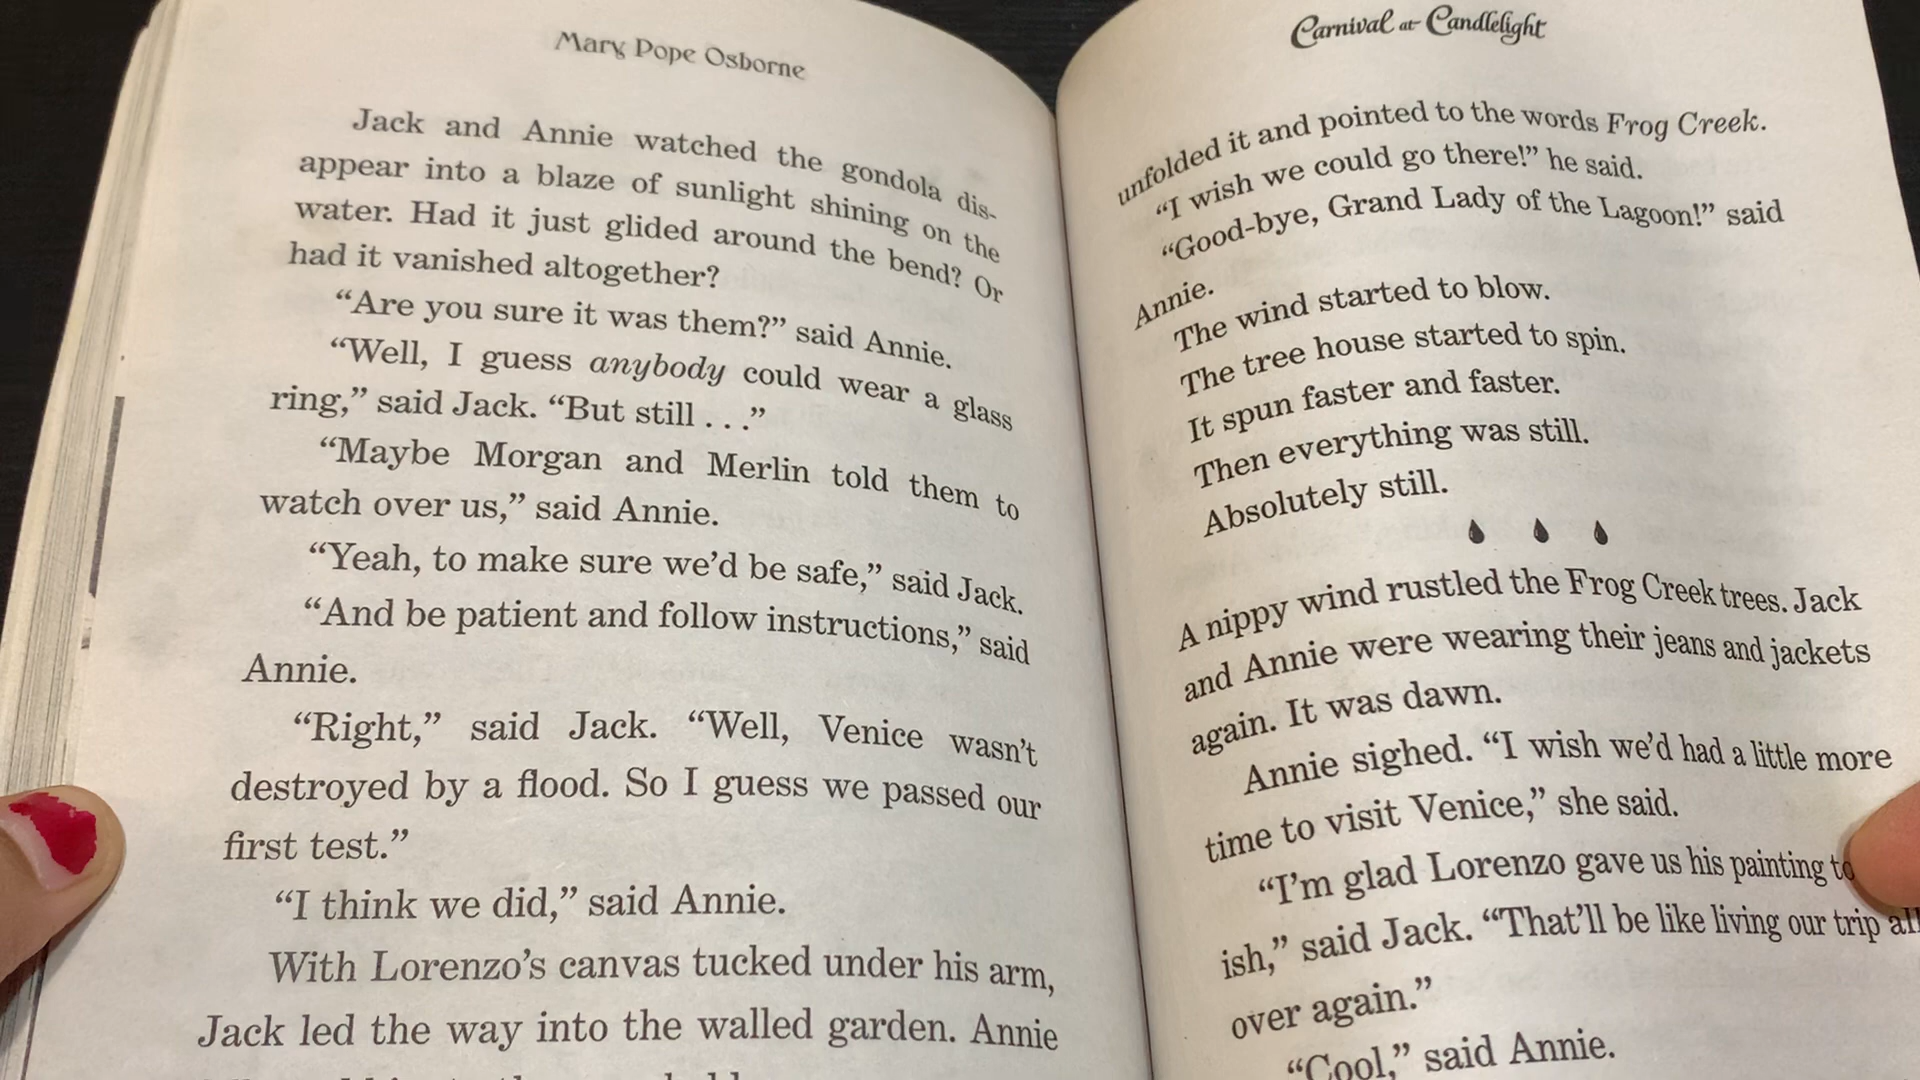 Mary Pope Osborne
Jack and Annie watched the gondola dis-
appear into a blaze of sunlight shining on the
water. Had it just glided around the bend? Or
had it vanished altogether?
“Are you sure it was them?” said Annie.
“Well, I guess anybody could wear a glass
ring,” said Jack. “But still . . .”
“Maybe Morgan and Merlin told them to
watch over us,” said Annie.
“Yeah, to make sure we’d be safe,” said Jack.
“And be patient and follow instructions,” said
Annie.
“Right,” said Jack. “Well, Venice wasn’t
destroyed by a flood. So I guess we passed our
first test.”
“I think we did,” said Annie.
With Lorenzo’s canvas tucked under his arm,
Jack led the way into the walled garden. Annie
Carnival at Candlelight
unfolded it and pointed to the words Frog Creek.
“I wish we could go there!” he said.
“Good-bye, Grand Lady of the Lagoon!” said
Annie.
The wind started to blow.
The tree house started to spin.
It spun faster and faster.
Then everything was still.
Absolutely still.
A nippy wind rustled the Frog Creek trees. Jack
and Annie were wearing their jeans and jackets
again. It was dawn.
Annie sighed. “I wish we’d had a little more
time to visit Venice,” she said.
“I’m glad Lorenzo gave us his painting to
ish,” said Jack. “That’ll be like living our trip all
over again.”
“Cool,” said Annie.